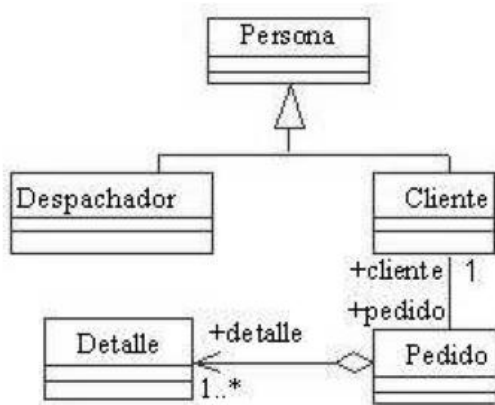 Persona
Despachador
Cliente
+cliente
1
+pedido
Detalle
+detalle
1..*
Pedido